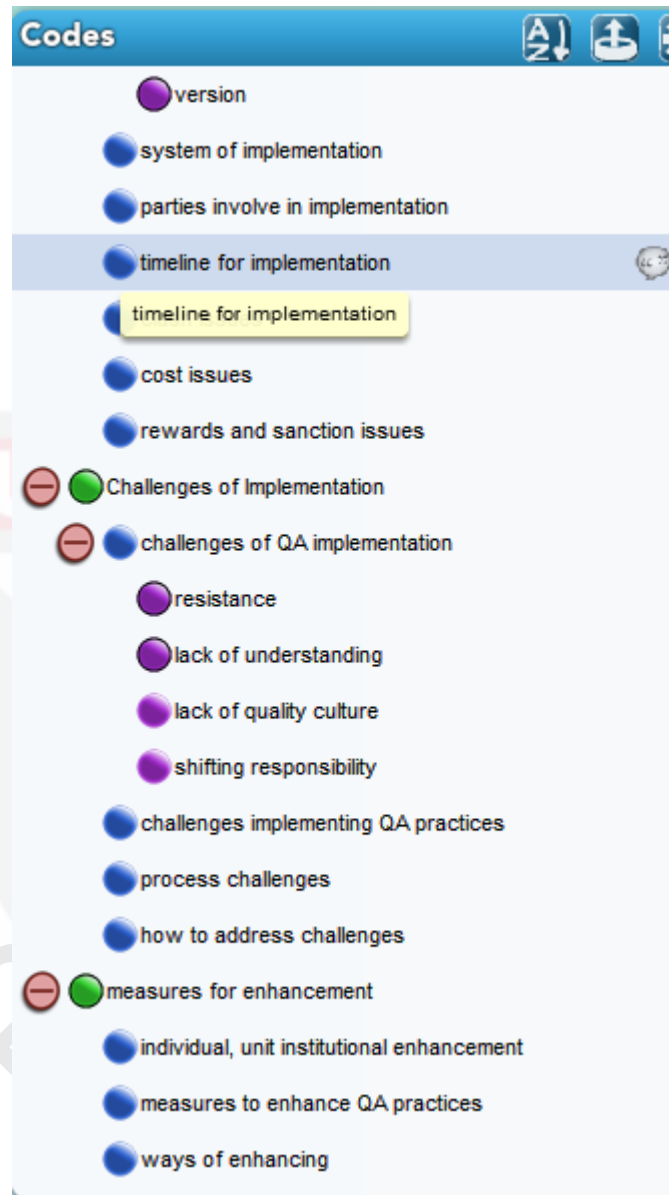 Codes
version
system of implementation
parties involve in implementation
timeline for implementation
timeline for implementation
cost issues
rewards and sanction issues
Challenges of Implementation
challenges of QA implementation
resistance
lack of understanding
lack of quality culture
shifting responsibility
challenges implementing QA practices
process challenges
how to address challenges
measures for enhancement
individual, unit institutional enhancement
measures to enhance QA practices
ways of enhancing